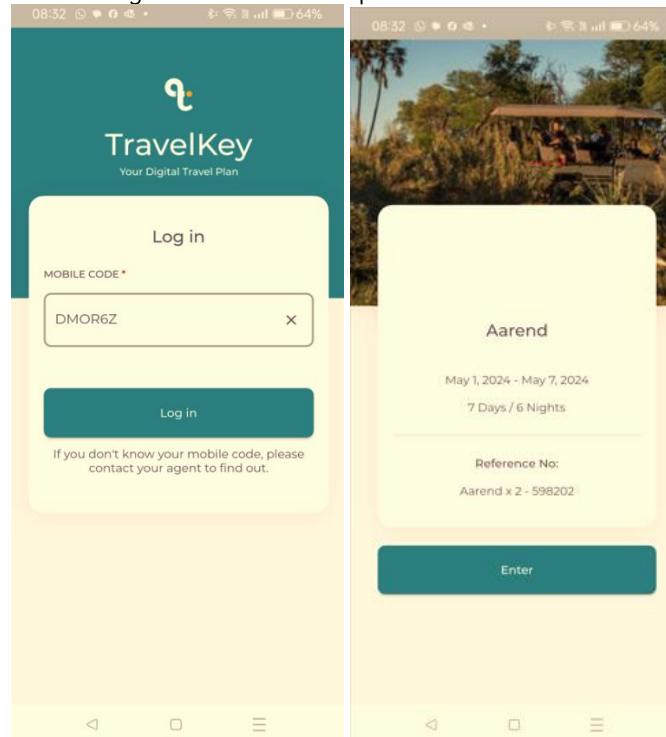 08:32
64%
TravelKey
Your Digital Travel Plan
Log in
MOBILE CODE *
DMOR6Z
Log in
If you don't know your mobile code, please
contact your agent to find out.
08:32
64%
Aarend
May 1, 2024 - May 7, 2024
7 Days / 6 Nights
Reference No:
Aarend x 2 - 598202
Enter